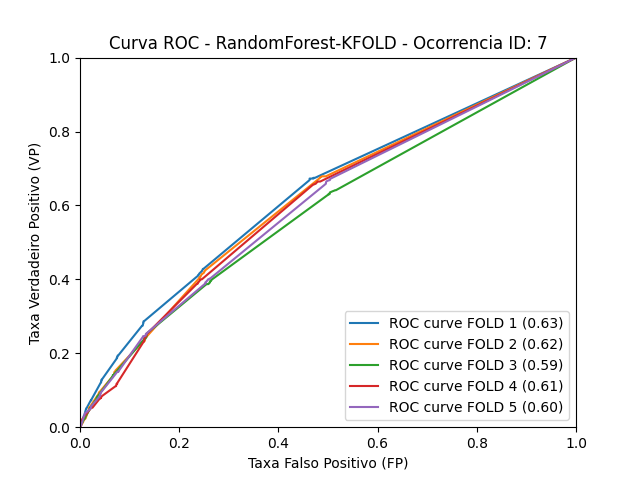 Curva ROC - RandomForest-KFOLD - Ocorrencia ID: 7
Taxa Verdadeiro Positivo (VP)
1.0
0.8
0.6
0.4
0.2
0.0
ROC curve FOLD 1 (0.63)
ROC curve FOLD 2 (0.62)
ROC curve FOLD 3 (0.59)
ROC curve FOLD 4 (0.61)
ROC curve FOLD 5 (0.60)
0.0 0.2 0.4 0.6 0.8 1.0
Taxa Falso Positivo (FP)